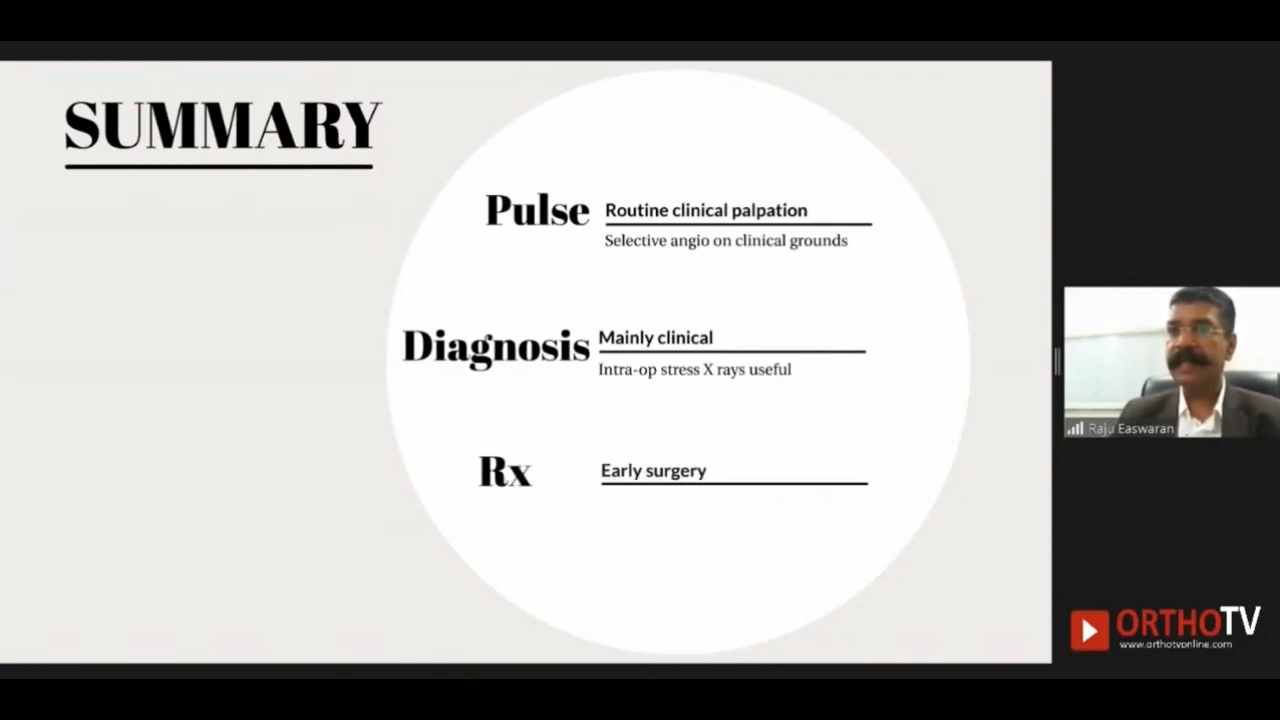 SUMMARY
Pulse
Routine clinical palpation
Selective angio on clinical grounds
Diagnosis
Mainly clinical
Intra-op stress X rays useful
Rx
Early surgery
Raju Easwaran
ORTHOTV
www.orthotvonline.com